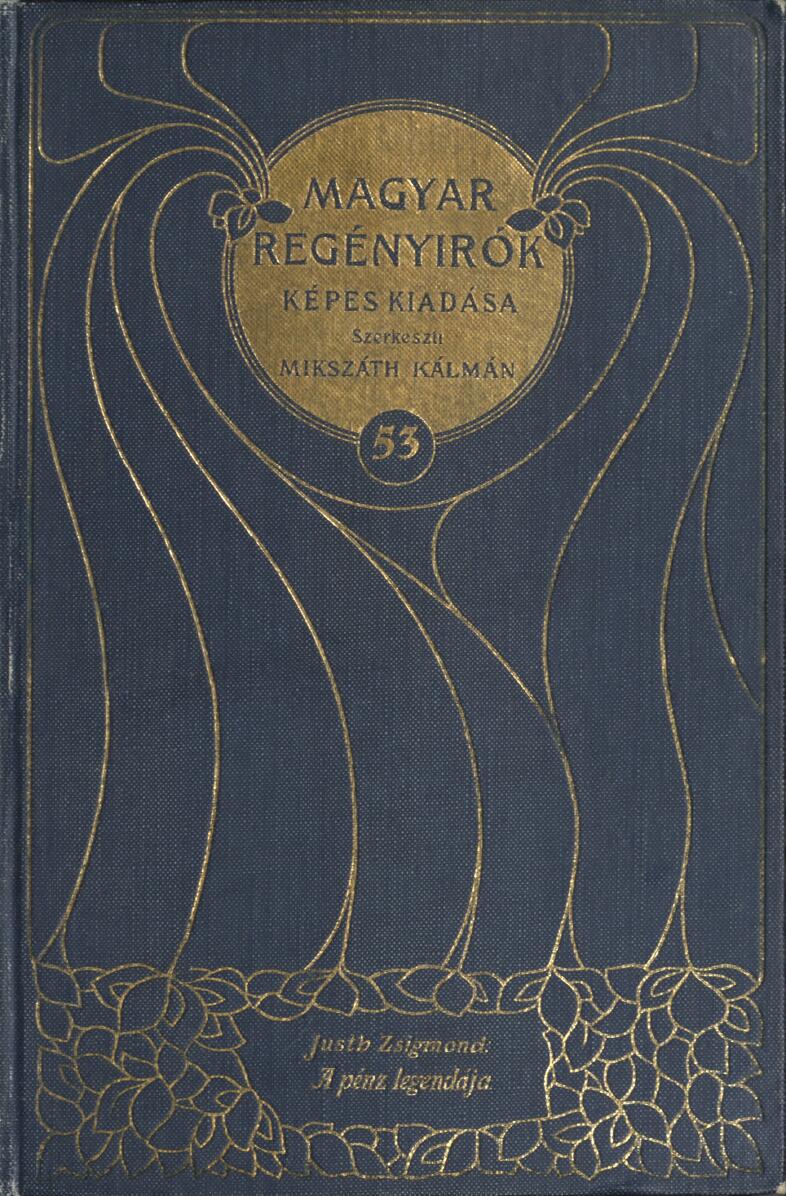 MAGYAR
REGÉNYIRÓK
KÉPES KIADÁSA
Szerkeszti
MIKSZÁTH KÁLMÁN
53
Justh Zsigmond:
A pénz legendája